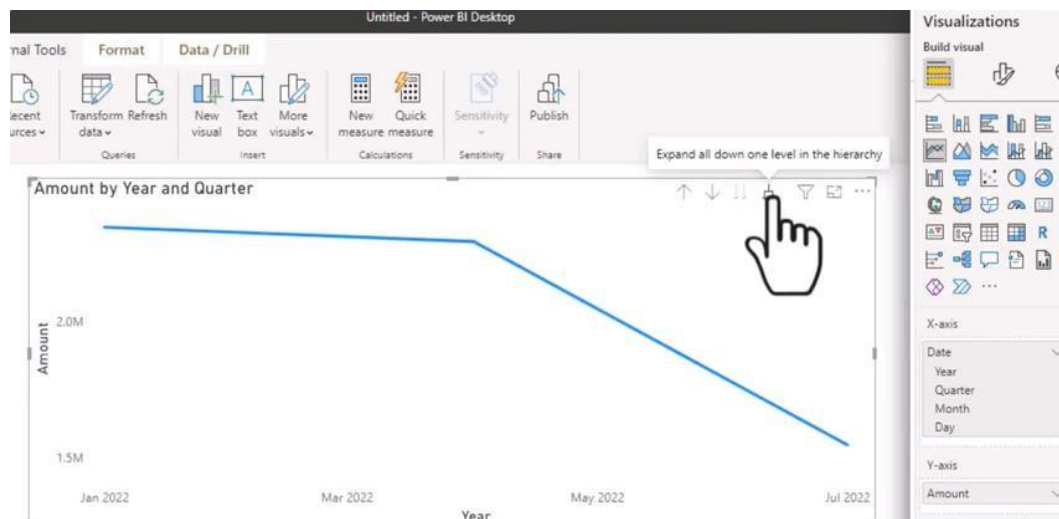 Untitled - Power BI Desktop
nal Tools Format Data / Drill
ecent
urces
Transform
data
Refresh
New
visual
Text
box
More
visuals
New
measure
Quick
measure
Sensitivity
Publish
Queries
Insert
Calculations
Sensitivity
Share
Expand all down one level in the hierarchy
Amount by Year and Quarter
Amount
2.0M
1.5M
Jan 2022 Mar 2022 May 2022 Jul 2022
Year
Visualizations
Build visual
R
X-axis
Date
Year
Quarter
Month
Day
Y-axis
Amount